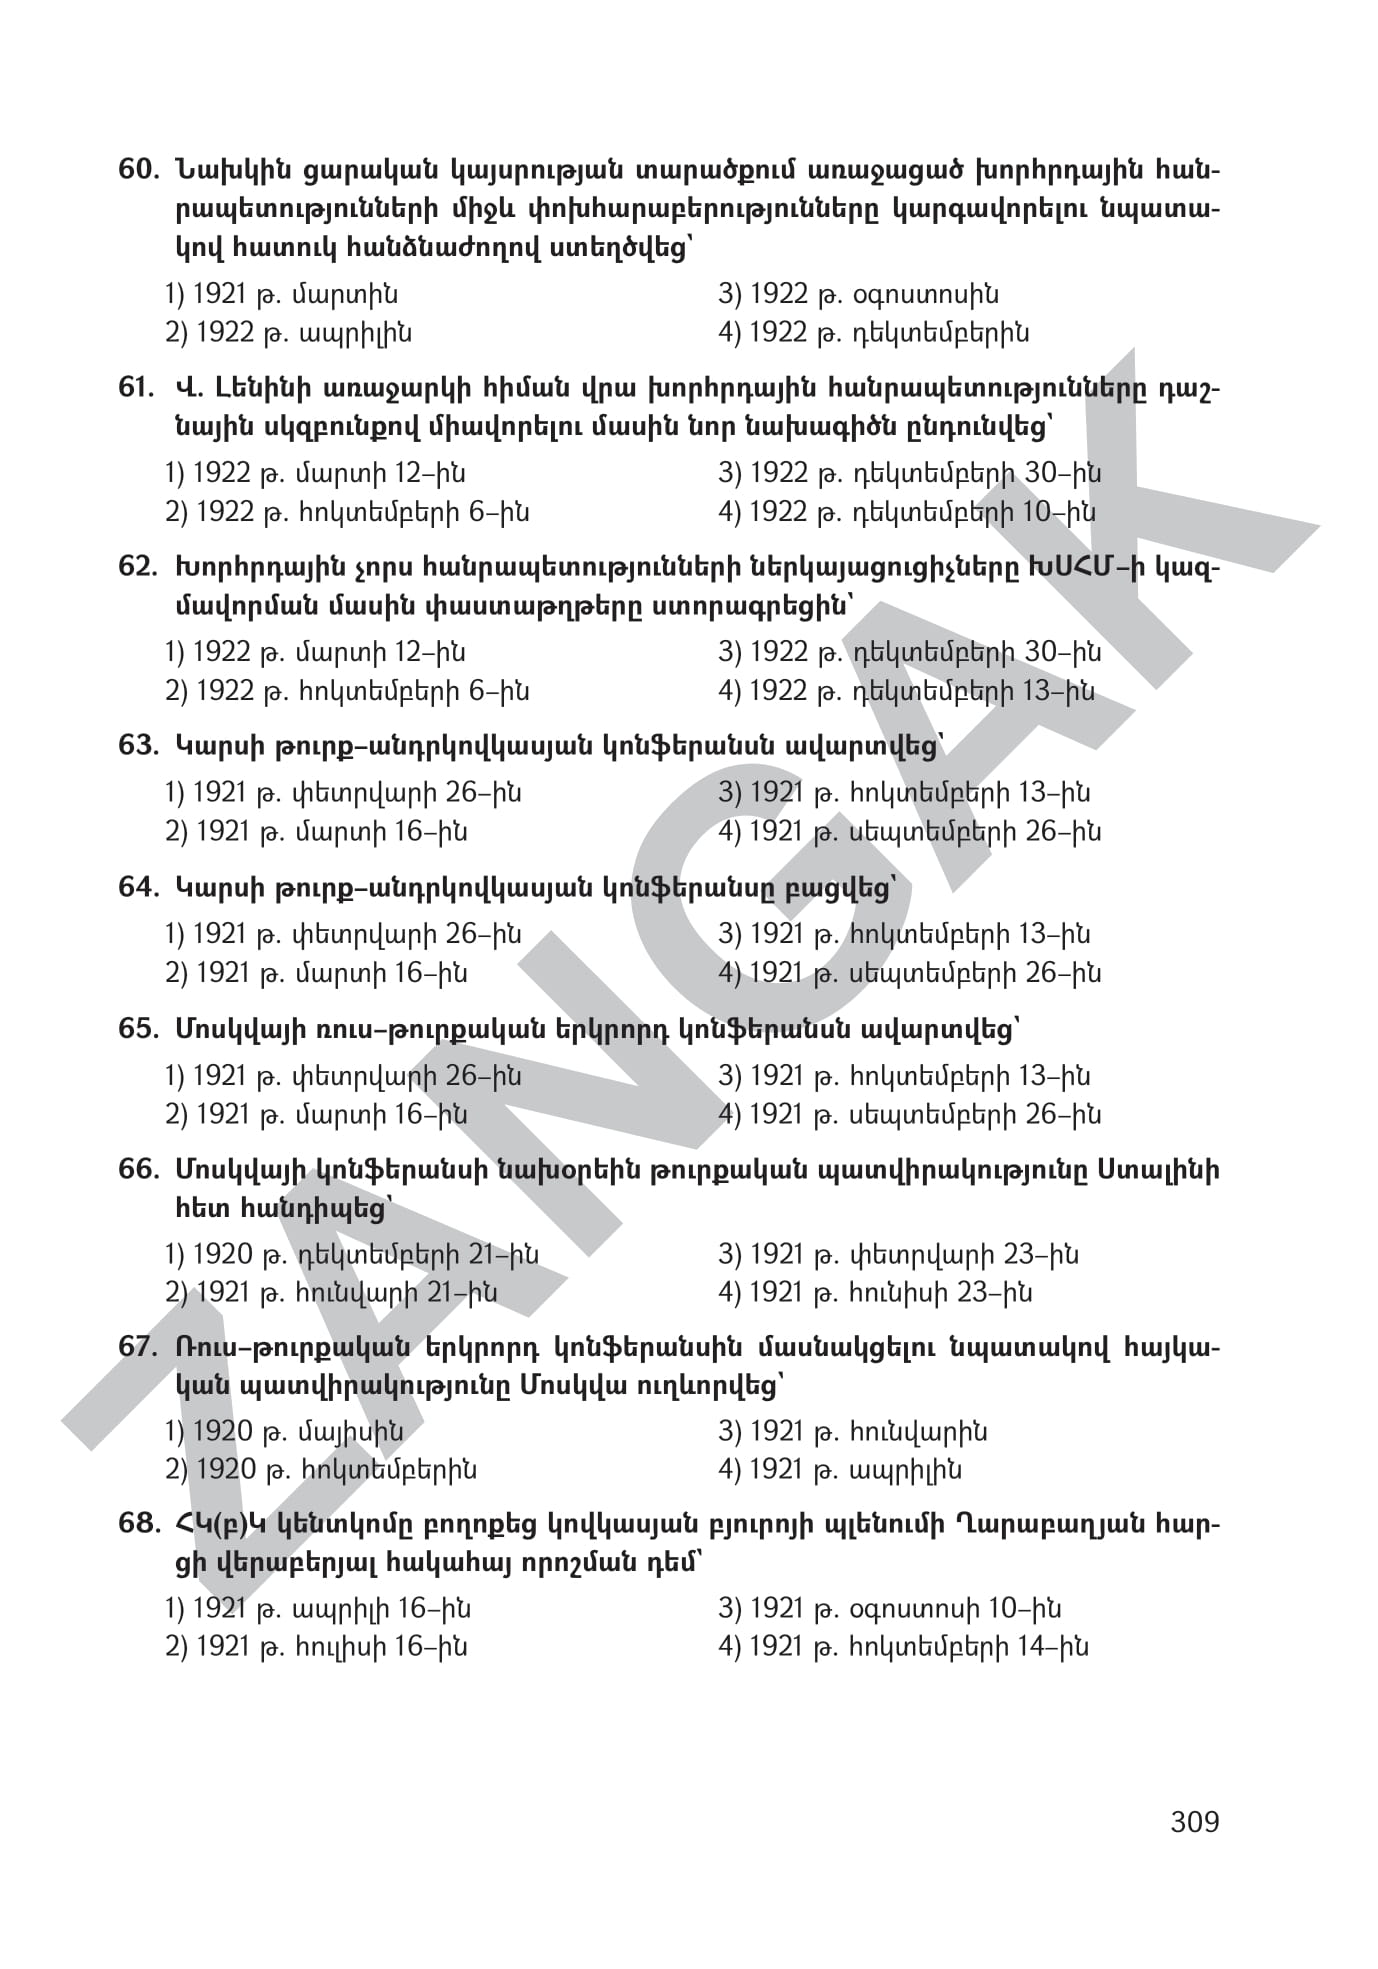 60. Նախկին ցարական կայսրության տարածքում առաջացած խորհրդային հան-
րապետությունների միջև փոխհարաբերությունները կարգավորելու նպատա-
կով հատուկ հանձնաժողով ստեղծվեց՝
1) 1921 թ. մարտին 3) 1922 թ. օգոստոսին
2) 1922 թ. ապրիլին 4) 1922 թ. դեկտեմբերին
61. Վ. Լենինի առաջարկի հիման վրա խորհրդային հանրապետությունները դաշ-
նային սկզբունքով միավորելու մասին նոր նախագիծն ընդունվեց՝
1) 1922 թ. մարտի 12–ին 3) 1922 թ. դեկտեմբերի 30–ին
2) 1922 թ. հոկտեմբերի 6–ին 4) 1922 թ. դեկտեմբերի 10–ին
62. Խորհրդային չորս հանրապետությունների ներկայացուցիչները ԽՍՀՄ–ի կազ-
մավորման մասին փաստաթղթերը ստորագրեցին՝
1) 1922 թ. մարտի 12–ին 3) 1922 թ. դեկտեմբերի 30–ին
2) 1922 թ. հոկտեմբերի 6–ին 4) 1922 թ. դեկտեմբերի 13–ին
63. Կարսի թուրք–անդրկովկասյան կոնֆերանսն ավարտվեց՝
1) 1921 թ. փետրվարի 26–ին 3) 1921 թ. հոկտեմբերի 13–ին
2) 1921 թ. մարտի 16–ին 4) 1921 թ. սեպտեմբերի 26–ին
64. Կարսի թուրք–անդրկովկասյան կոնֆերանսը բացվեց՝
1) 1921 թ. փետրվարի 26–ին 3) 1921 թ. հոկտեմբերի 13–ին
2) 1921 թ. մարտի 16–ին 4) 1921 թ. սեպտեմբերի 26–ին
65. Մոսկվայի ռուս–թուրքական երկրորդ կոնֆերանսն ավարտվեց՝
1) 1921 թ. փետրվարի 26–ին 3) 1921 թ. հոկտեմբերի 13–ին
2) 1921 թ. մարտի 16–ին 4) 1921 թ. սեպտեմբերի 26–ին
66. Մոսկվայի կոնֆերանսի նախօրեին թուրքական պատվիրակությունը Ստալինի
հետ հանդիպեց՝
1) 1920 թ. դեկտեմբերի 21–ին 3) 1921 թ. փետրվարի 23–ին
2) 1921 թ. հունվարի 21–ին 4) 1921 թ. հունիսի 23–ին
67. Ռուս–թուրքական երկրորդ կոնֆերանսին մասնակցելու նպատակով հայկա-
կան պատվիրակությունը Մոսկվա ուղևորվեց՝
1) 1920 թ. մայիսին 3) 1921 թ. հունվարին
2) 1920 թ. հոկտեմբերին 4) 1921 թ. ապրիլին
68. ՀԿ(բ)Կ կենտկոմը բողոքեց կովկասյան բյուրոյի պլենումի Ղարաբաղյան հար-
ցի վերաբերյալ հակահայ որոշման դեմ՝
1) 1921 թ. ապրիլի 16–ին 3) 1921 թ. օգոստոսի 10–ին
2) 1921 թ. հուլիսի 16–ին 4) 1921 թ. հոկտեմբերի 14–ին
309
ZANGAK